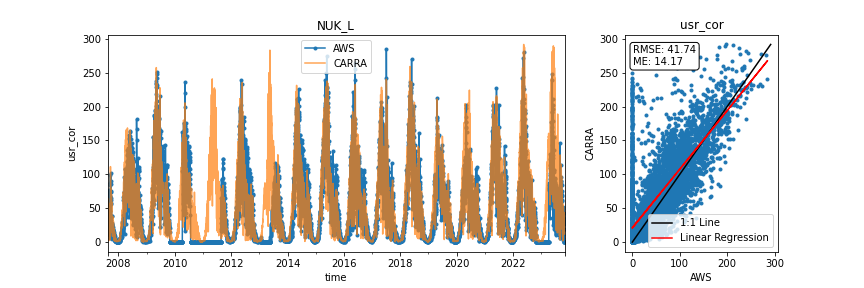 NUK_L
usr_cor
AWS
CARRA
300
250
200
150
100
50
0
usr_cor
2008
2010
2012
2014
2016
2018
2020
2022
time
RMSE: 41.74
ME: 14.17
300
250
200
150
100
50
0
CARRA
1:1 Line
Linear Regression
0
100
200
300
AWS